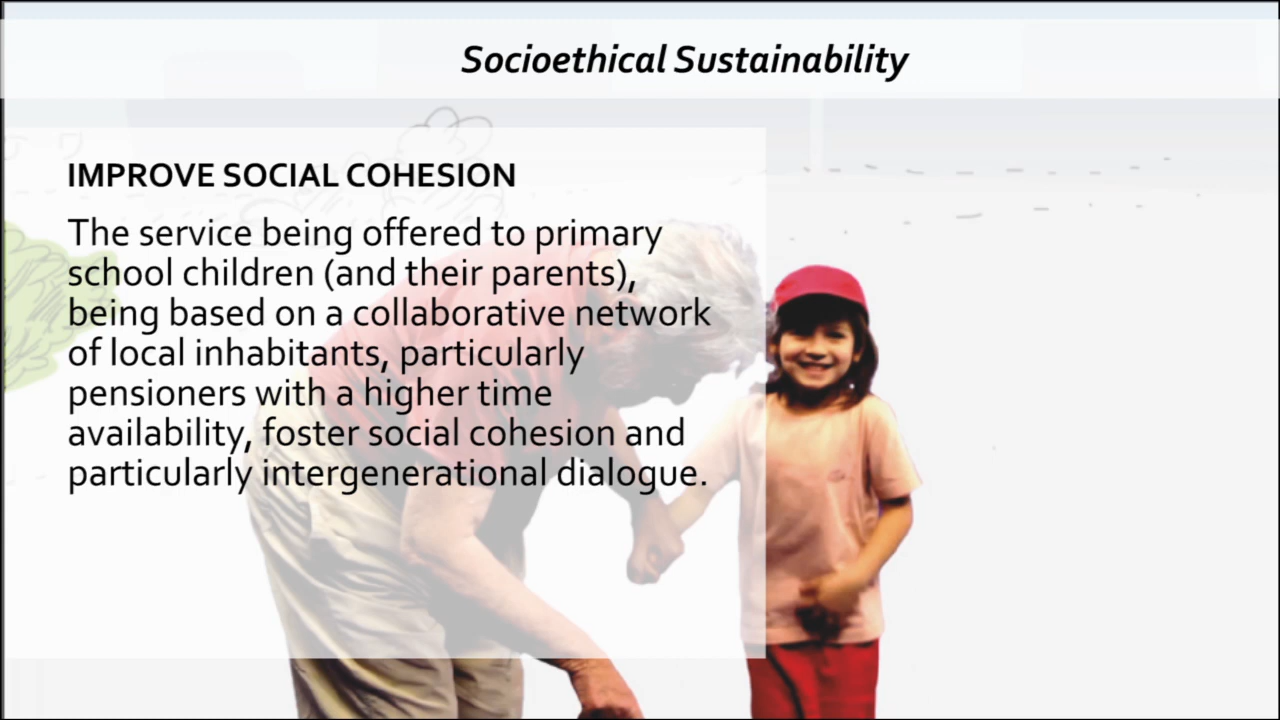 Socioethical Sustainability
IMPROVE SOCIAL COHESION
The service being offered to primary
school children (and their parents),
being based on a collaborative network
of local inhabitants, particularly
pensioners with a higher time
availability, foster social cohesion and
particularly intergenerational dialogue.